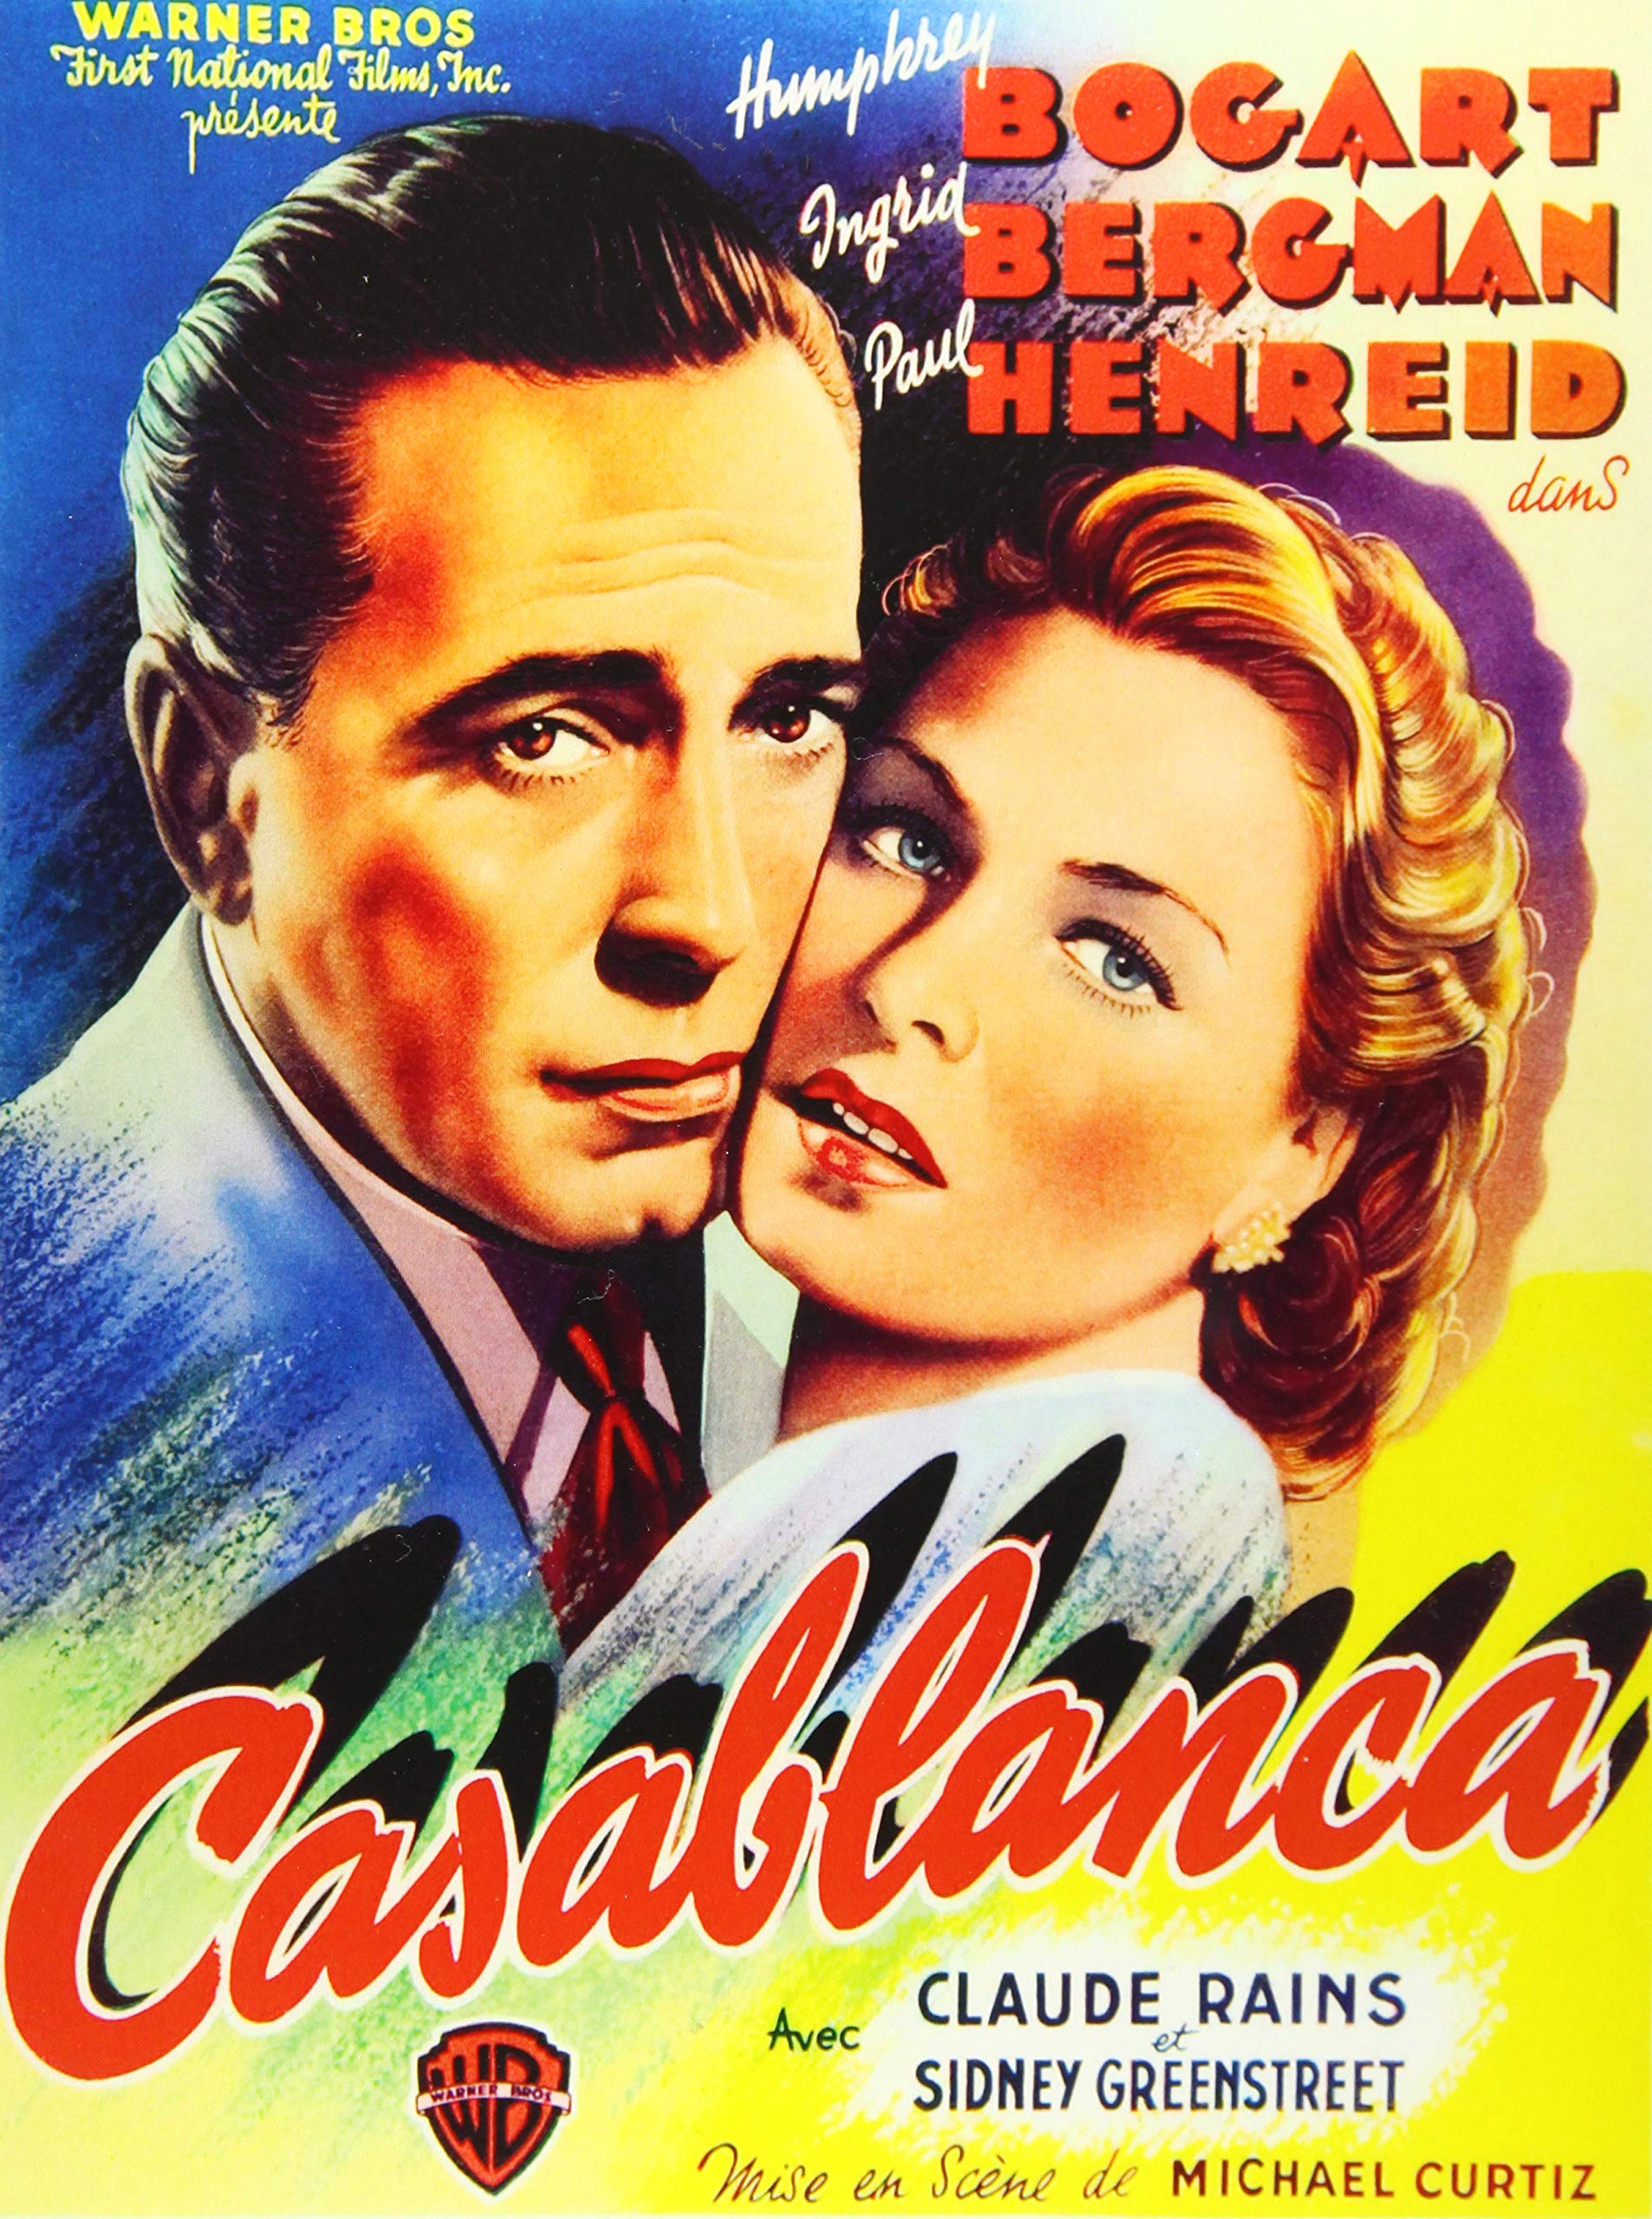 WARNER BROS
First National Films, Inc.
présente
Humphrey BOGART
Ingrid BERGMAN
Paul HENREID
dans
Casablanca
Avec CLAUDE RAINS
et
SIDNEY GREENSTREET
WB
WARNER BROS
Mise en Scène de MICHAEL CURTIZ